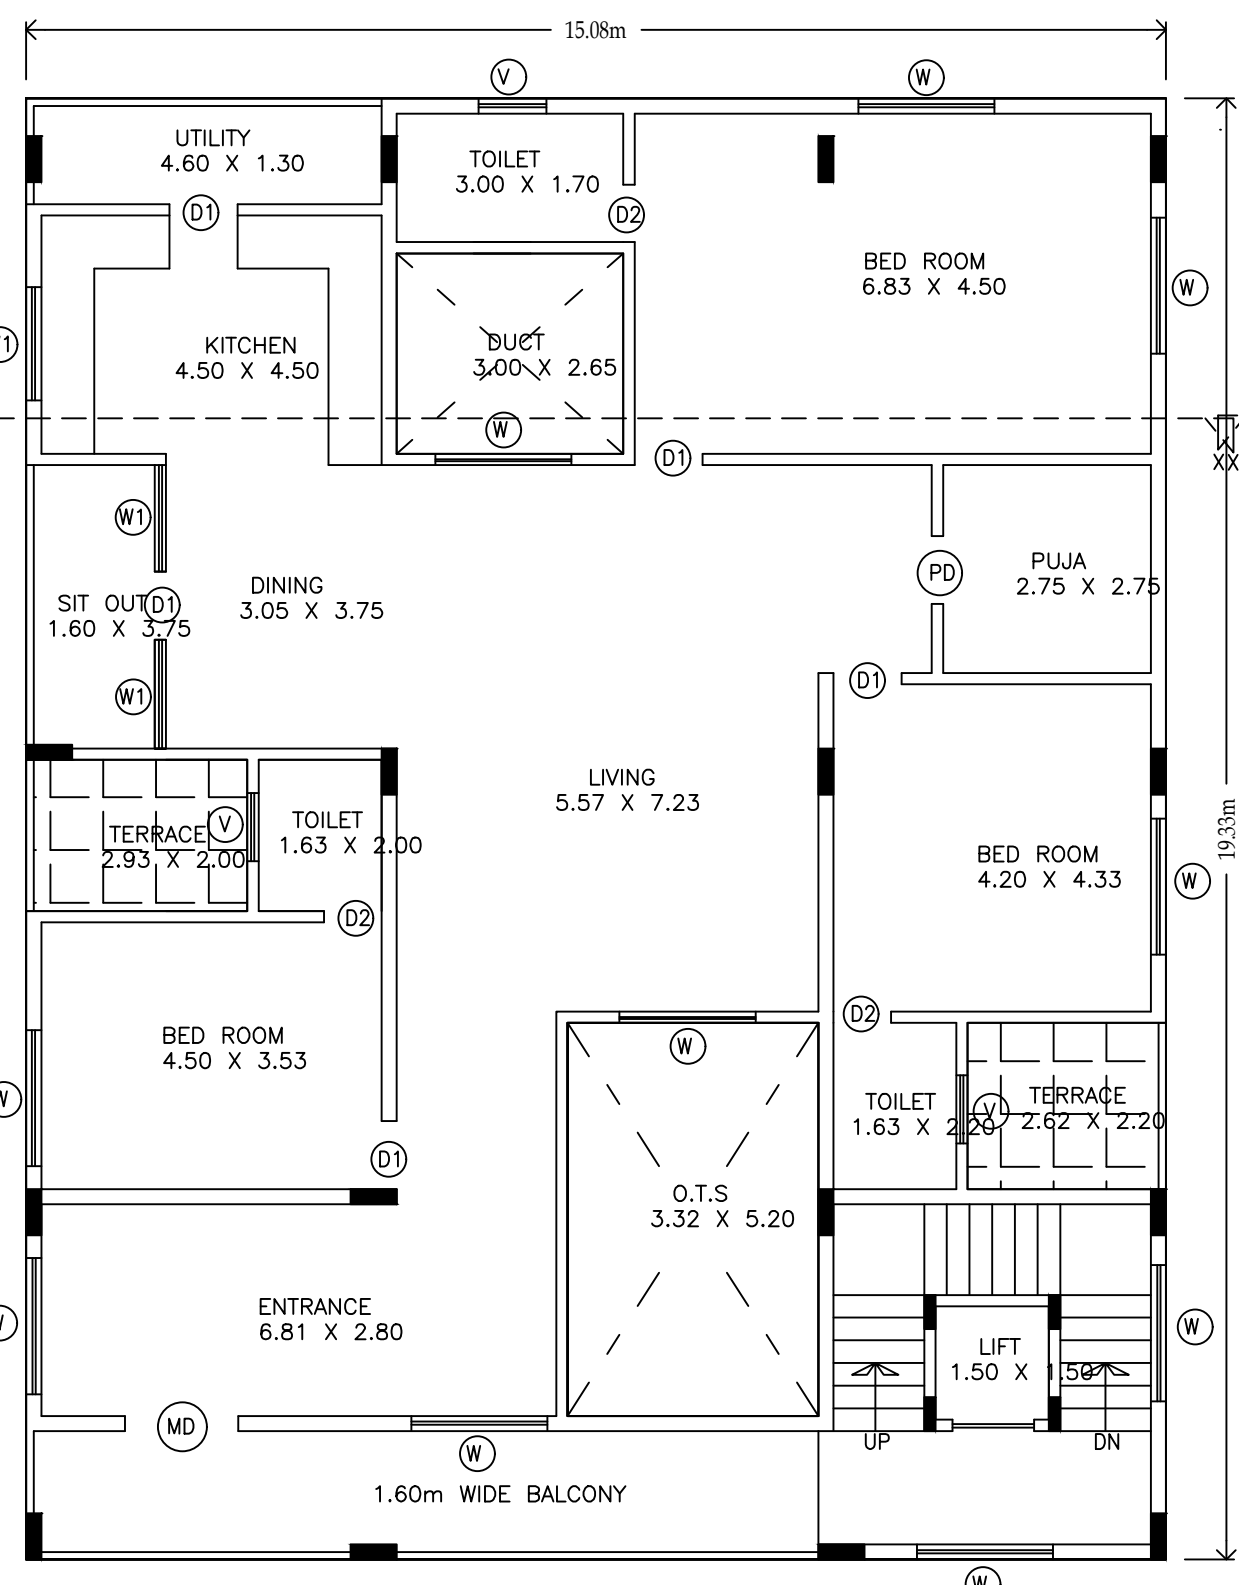 15.08m
V
W
UTILITY
4.60 X 1.30
TOILET
3.00 X 1.70
D1
D2
BED ROOM
6.83 X 4.50
W
KITCHEN
4.50 X 4.50
DUCT
3.00 X 2.65
W
D1
XX
W1
PD
PUJA
2.75 X 2.75
DINING
3.05 X 3.75
SIT OUT
D1
1.60 X 3.75
W1
D1
LIVING
5.57 X 7.23
19.33m
TERRACE
2.93 X 2.00
V
TOILET
1.63 X 2.00
BED ROOM
4.20 X 4.33
W
D2
BED ROOM
4.50 X 3.53
D2
W
W
TOILET
1.63 X 2.20
V
TERRACE
2.62 X 2.20
D1
O.T.S
3.32 X 5.20
ENTRANCE
6.81 X 2.80
W
LIFT
1.50 X 1.50
MD
UP
DN
W
1.60m WIDE BALCONY
W